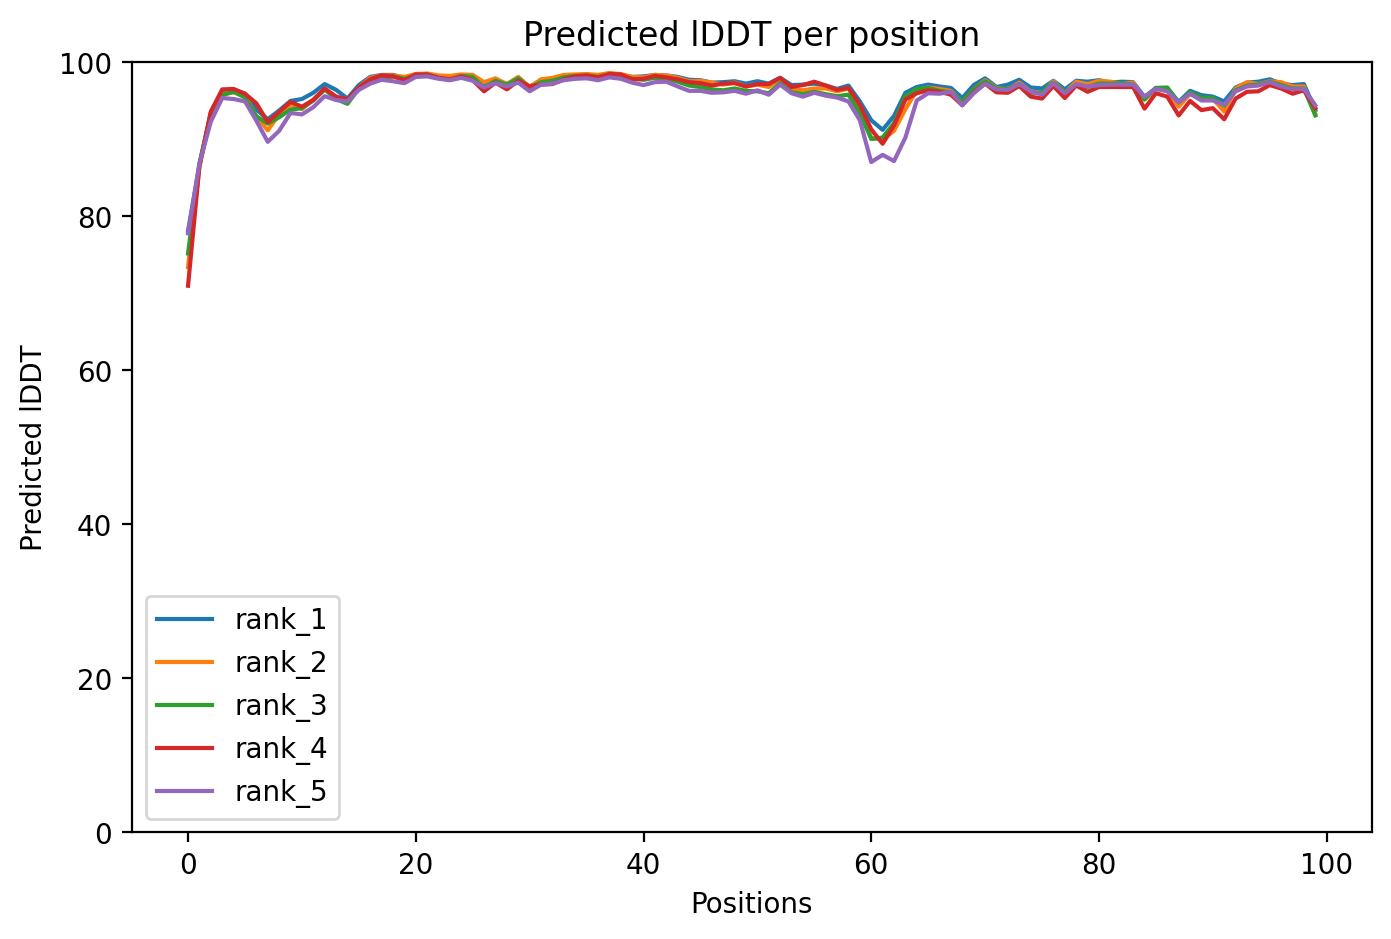 Predicted lDDT per position
100
80
60
40
20
0
Predicted lDDT
rank_1
rank_2
rank_3
rank_4
rank_5
0 20 40 60 80 100
Positions